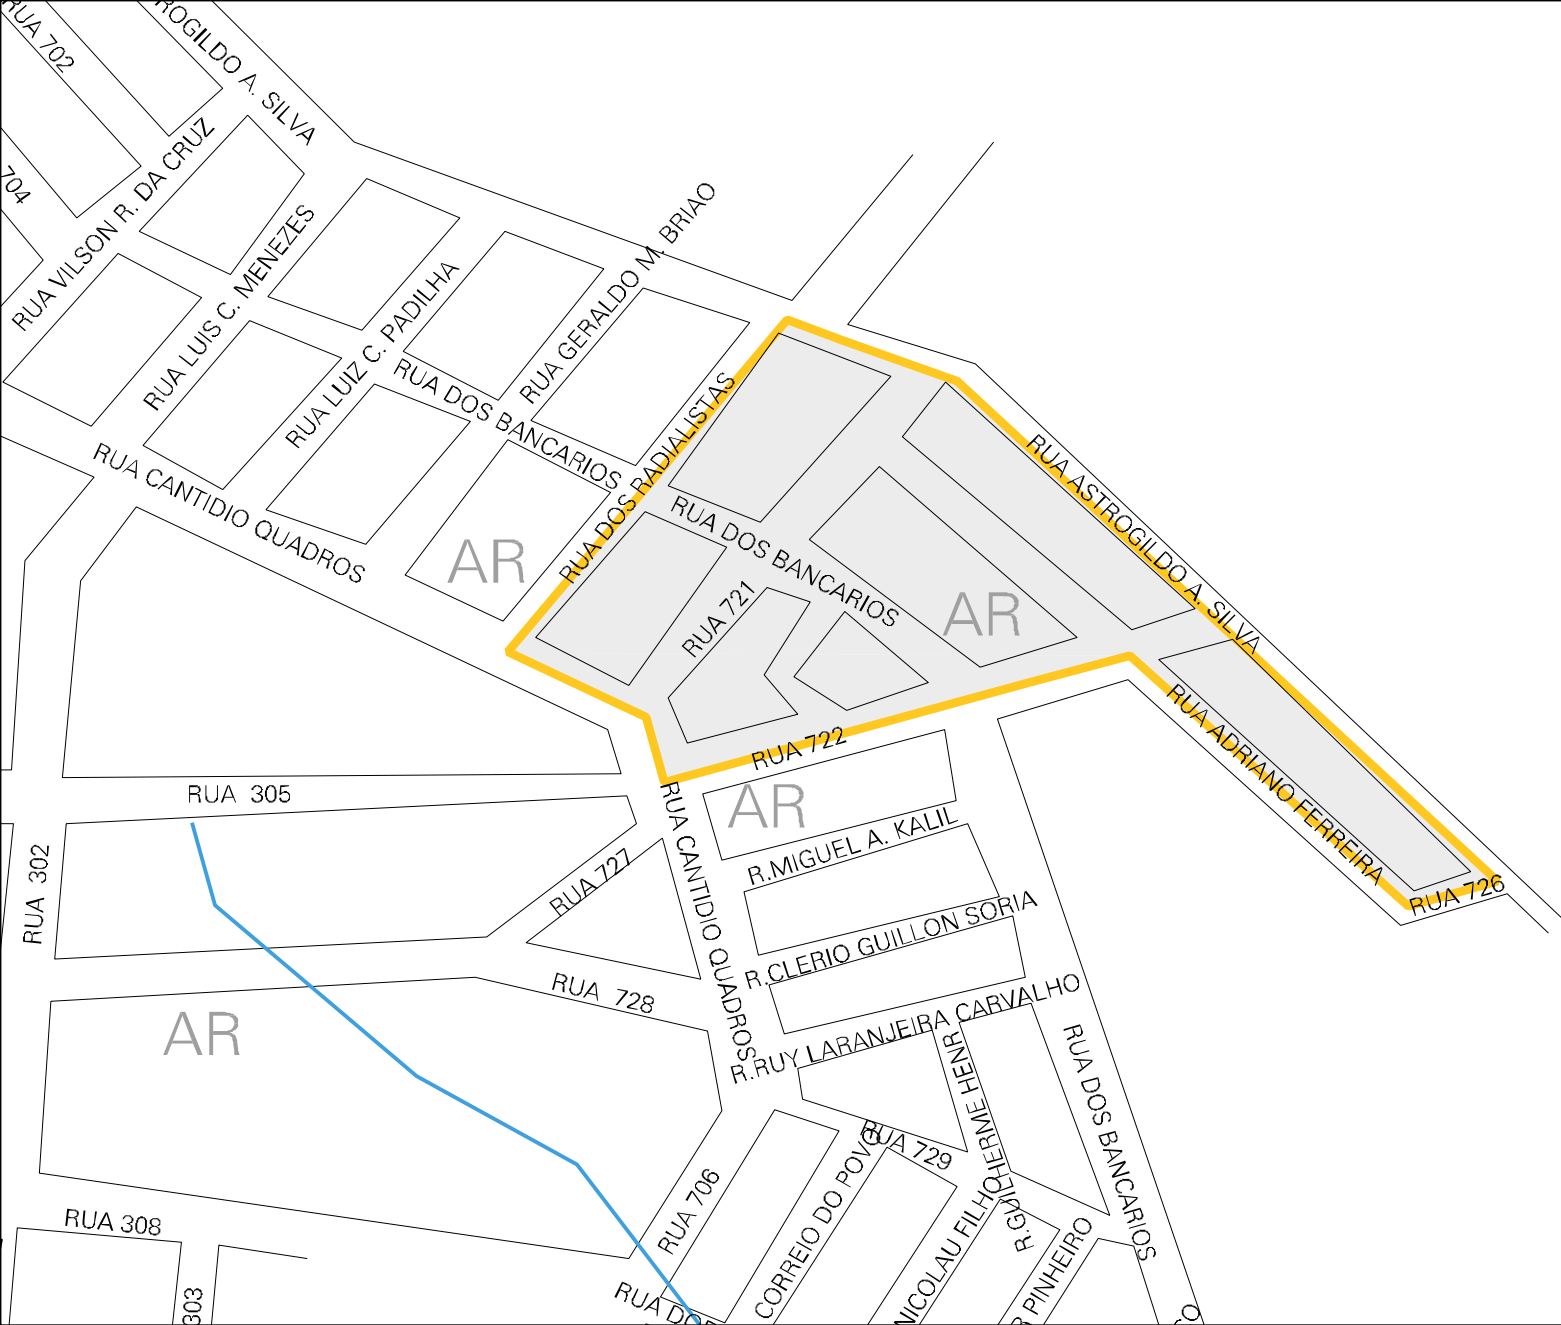 RUA 702
ROGILDO A. SILVA
704
RUA VILSON R. DA CRUZ
RUA LUIS C. MENEZES
RUA LUIZ C. PADILHA
RUA GERALDO M. BRIAO
RUA DOS BANCARIOS
RUA DOS RADIALISTAS
RUA CANTIDIO QUADROS
AR
RUA ASTROGILDO A. SILVA
RUA DOS BANCARIOS
RUA 721
AR
RUA 722
RUA ADRIANO FERREIRA
RUA 726
RUA 305
AR
RUA 302
RUA 727
RUA CANTIDIO QUADROS
R.MIGUEL A. KALIL
R.CLERIO GUILLON SORIA
RUA 728
AR
R.RUY LARANJEIRA CARVALHO
R.GUILHERME HENR
RUA DOS BANCARIOS
RUA 729
RUA 706
CORREIO DO POVO
NICOLAU FILHO
R PINHEIRO
RUA 308
303
RUA DOS